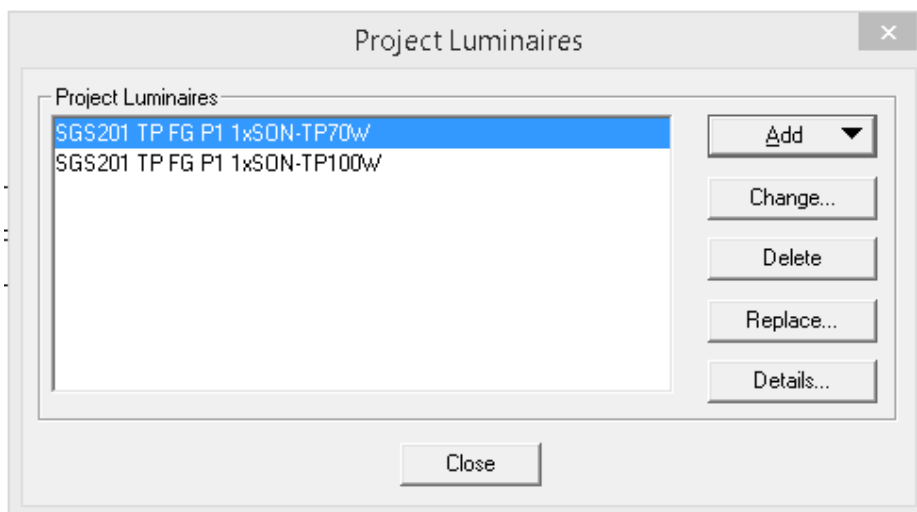 Project Luminaires
Project Luminaires
SGS201 TP FG P1 1xSON-TP70W
SGS201 TP FG P1 1xSON-TP100W
Add
Change...
Delete
Replace...
Details...
Close